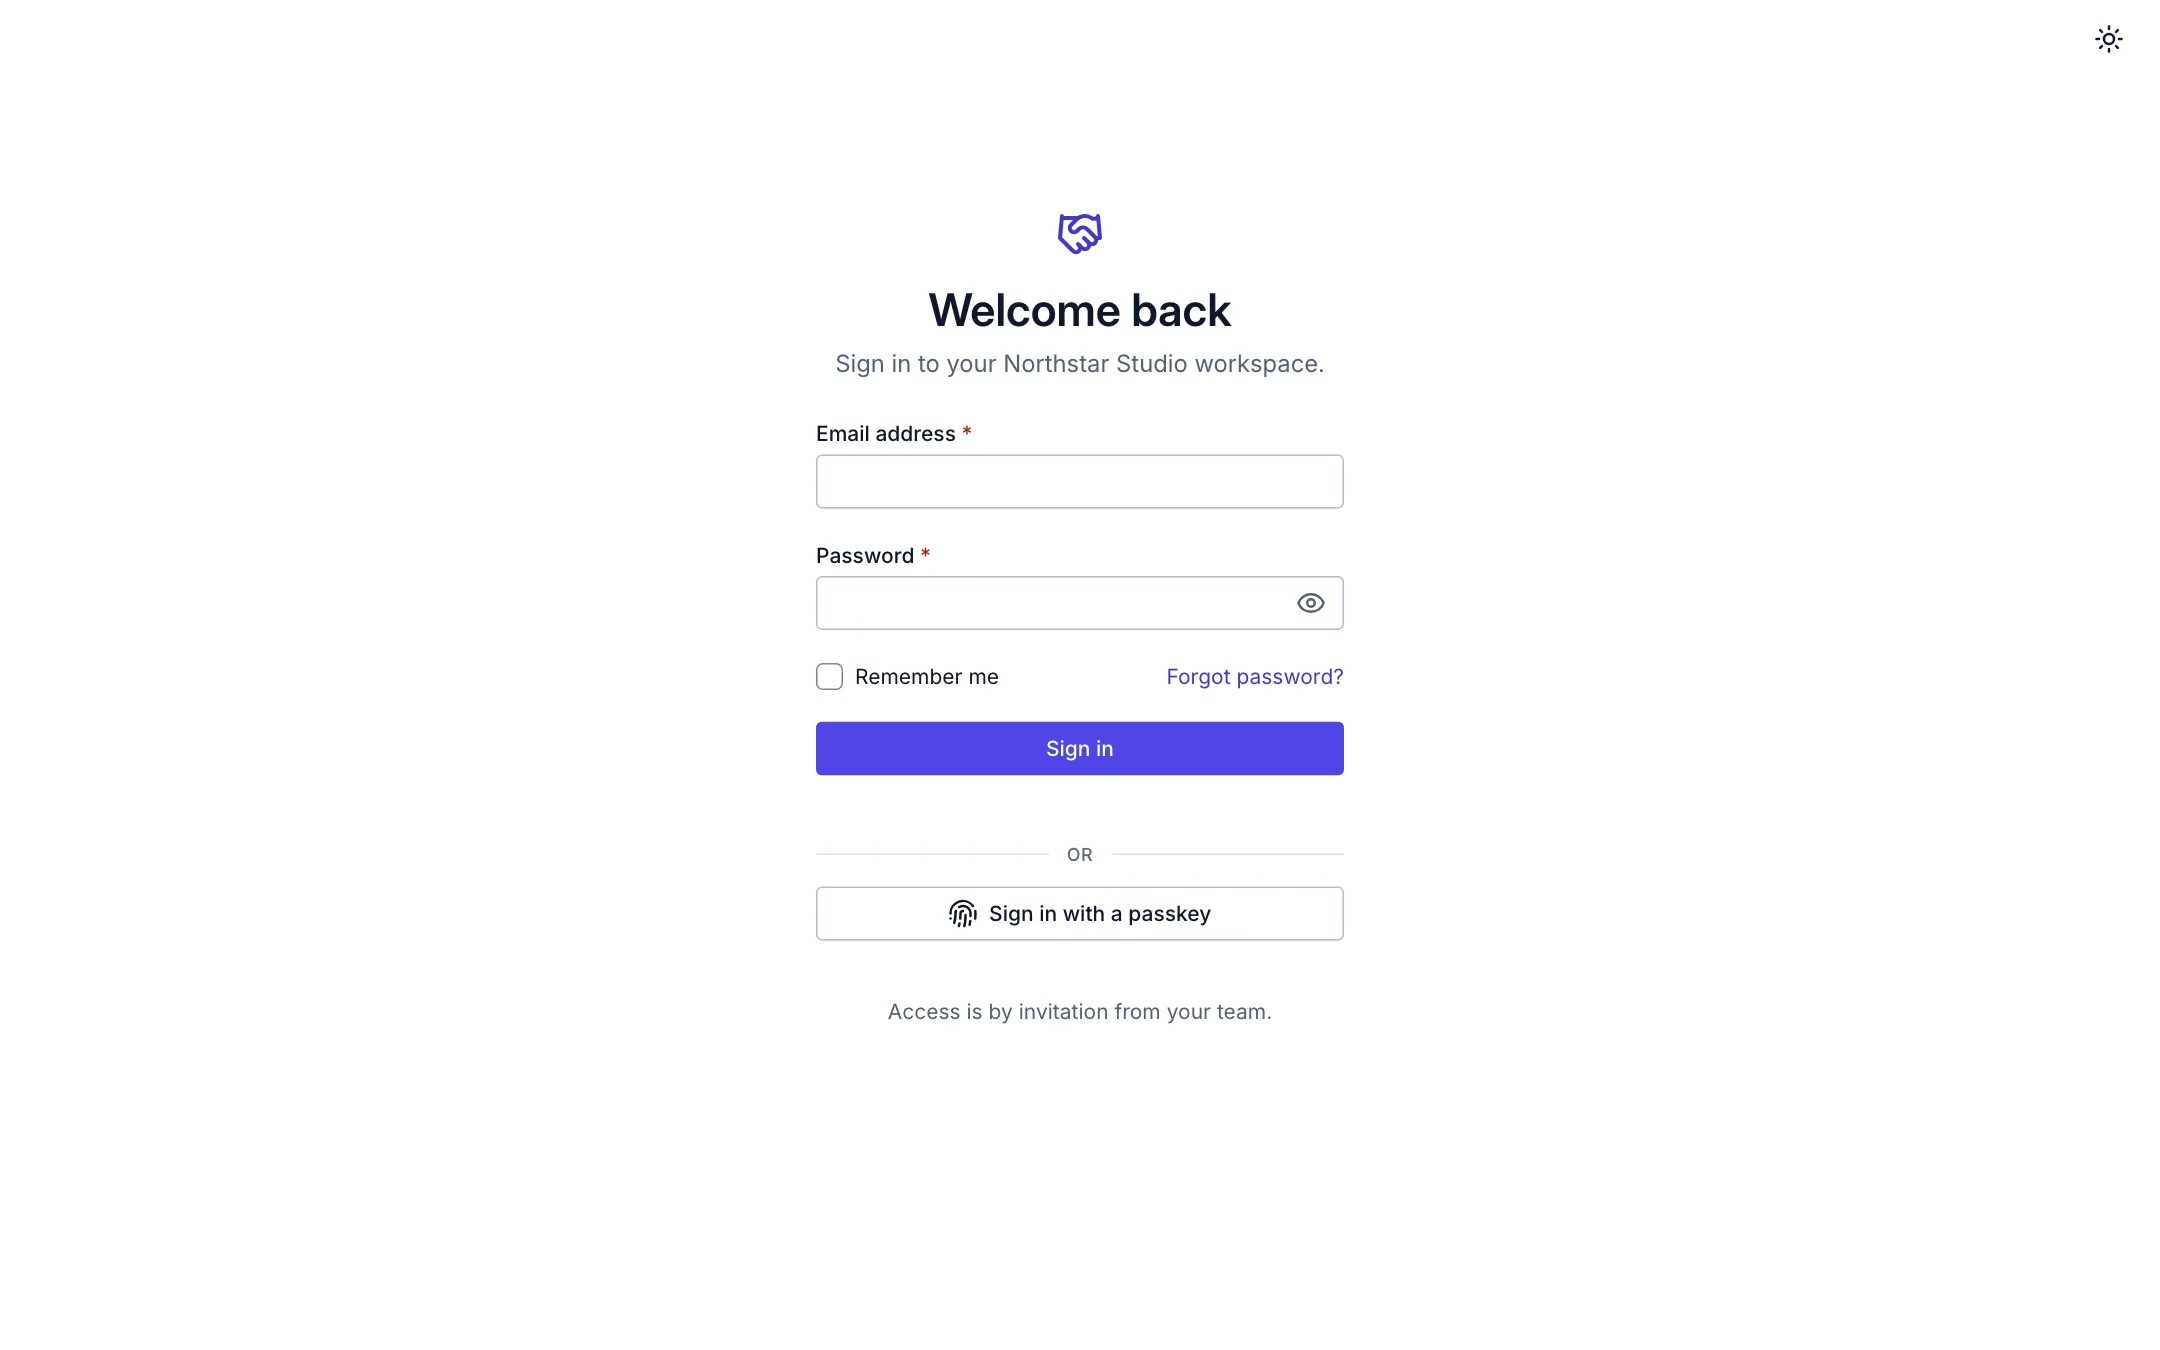 Welcome back
Sign in to your Northstar Studio workspace.
Email address *
Password *
Remember me
Forgot password?
Sign in
OR
Sign in with a passkey
Access is by invitation from your team.